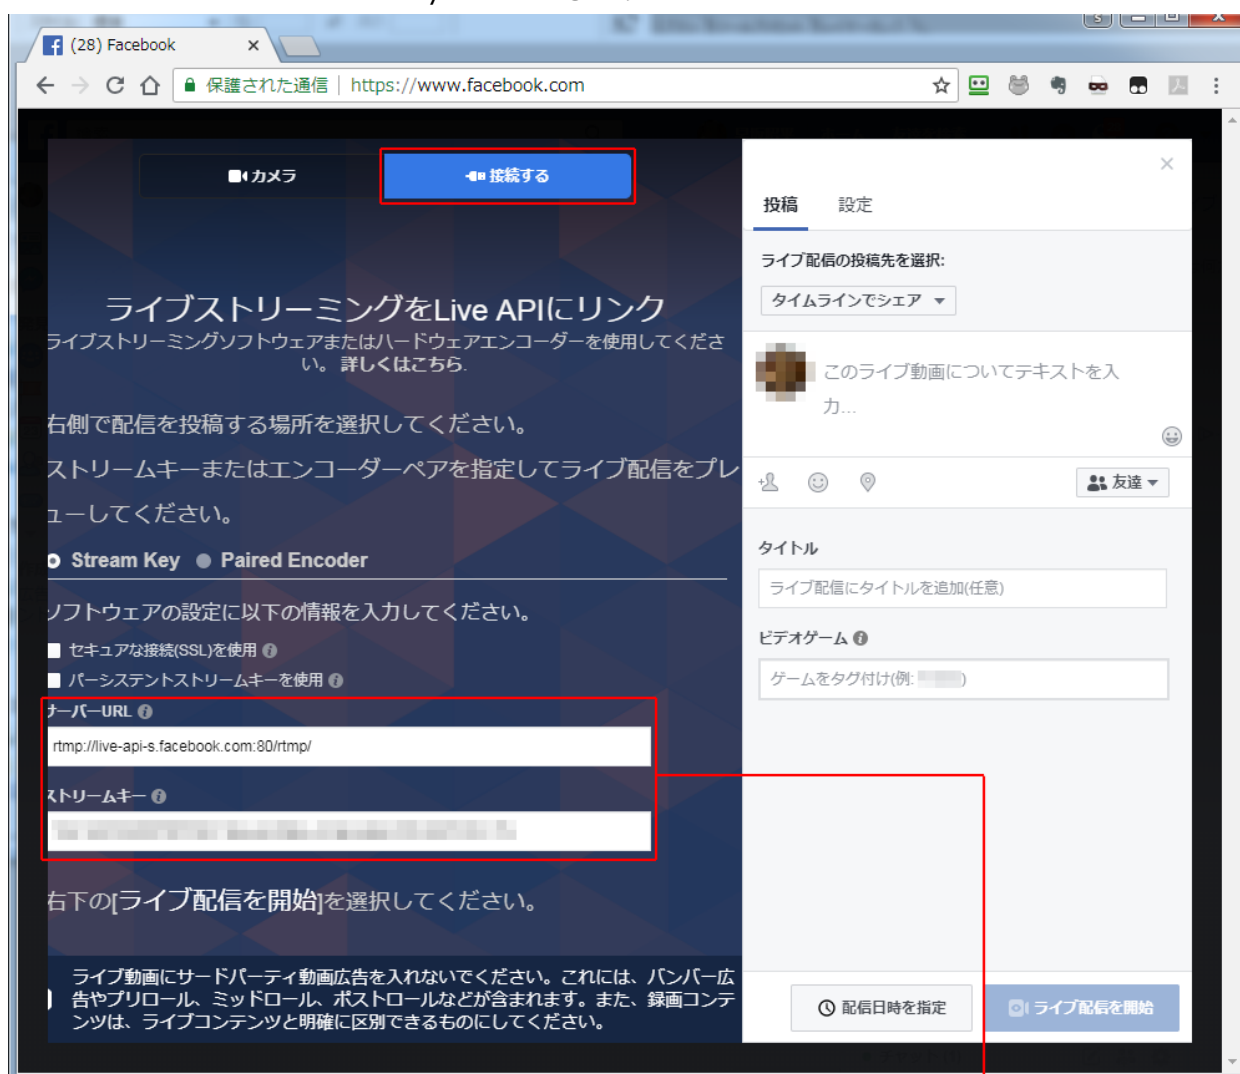 (28) Facebook
保護された通信 | https://www.facebook.com
カメラ
接続する
ライブストリーミングをLive APIにリンク
ライブストリーミングソフトウェアまたはハードウェアエンコーダーを使用してくださ
い。詳しくはこちら.
右側で配信を投稿する場所を選択してください。
ストリームキーまたはエンコーダーペアを指定してライブ配信をプレ
ューしてください。
Stream Key
Paired Encoder
ソフトウェアの設定に以下の情報を入力してください。
セキュアな接続(SSL)を使用
パーシステントストリームキーを使用
ナーバーURL
rtmp://live-api-s.facebook.com:80/rtmp/
ストリームキー
右下の[ライブ配信を開始]を選択してください。
ライブ動画にサードパーティ動画広告を入れないでください。これには、バンバー広
告やプリロール、ミッドロール、ポストロールなどが含まれます。また、録画コンテ
ンツは、ライブコンテンツと明確に区別できるものにしてください。
投稿
設定
ライブ配信の投稿先を選択:
タイムラインでシェア
このライブ動画についてテキストを入
力...
友達
タイトル
ライブ配信にタイトルを追加(任意)
ビデオゲーム
ゲームをタグ付け(例: )
配信日時を指定
ライブ配信を開始